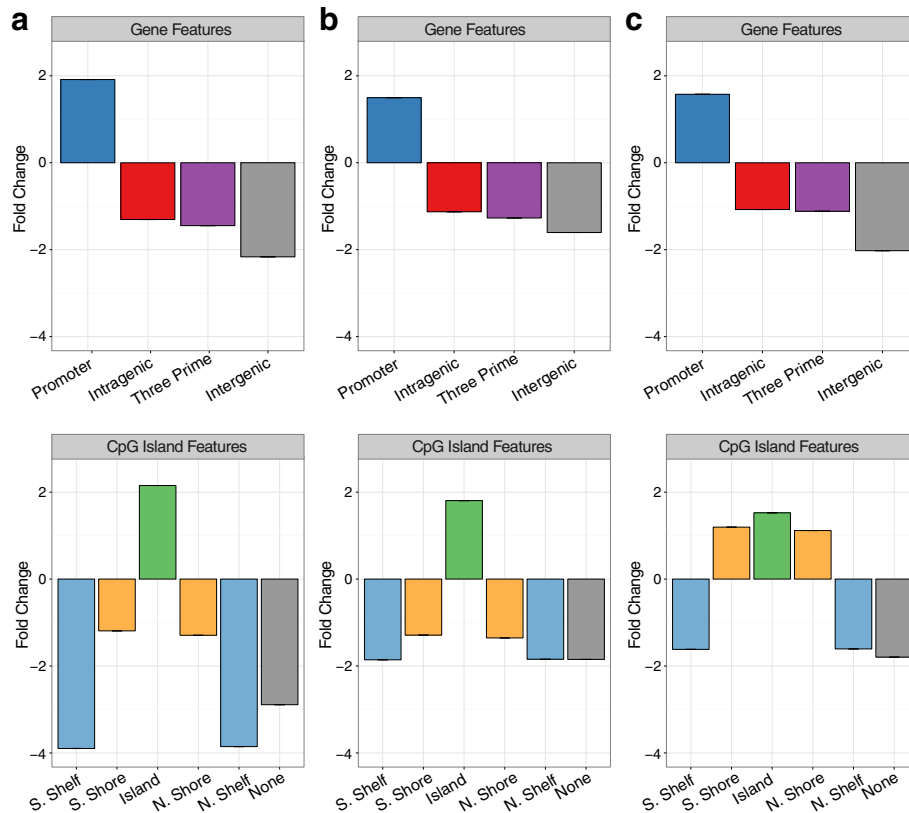 a
Gene Features
Fold Change
2
0
−2
−4
Promoter
Intragenic
Three Prime
Intergenic
b
Gene Features
Fold Change
2
0
−2
−4
Promoter
Intragenic
Three Prime
Intergenic
c
Gene Features
Fold Change
2
0
−2
−4
Promoter
Intragenic
Three Prime
Intergenic
CpG Island Features
Fold Change
2
0
−2
−4
S. Shelf
S. Shore
Island
N. Shore
N. Shelf
None
CpG Island Features
Fold Change
2
0
−2
−4
S. Shelf
S. Shore
Island
N. Shore
N. Shelf
None
CpG Island Features
Fold Change
2
0
−2
−4
S. Shelf
S. Shore
Island
N. Shore
N. Shelf
None